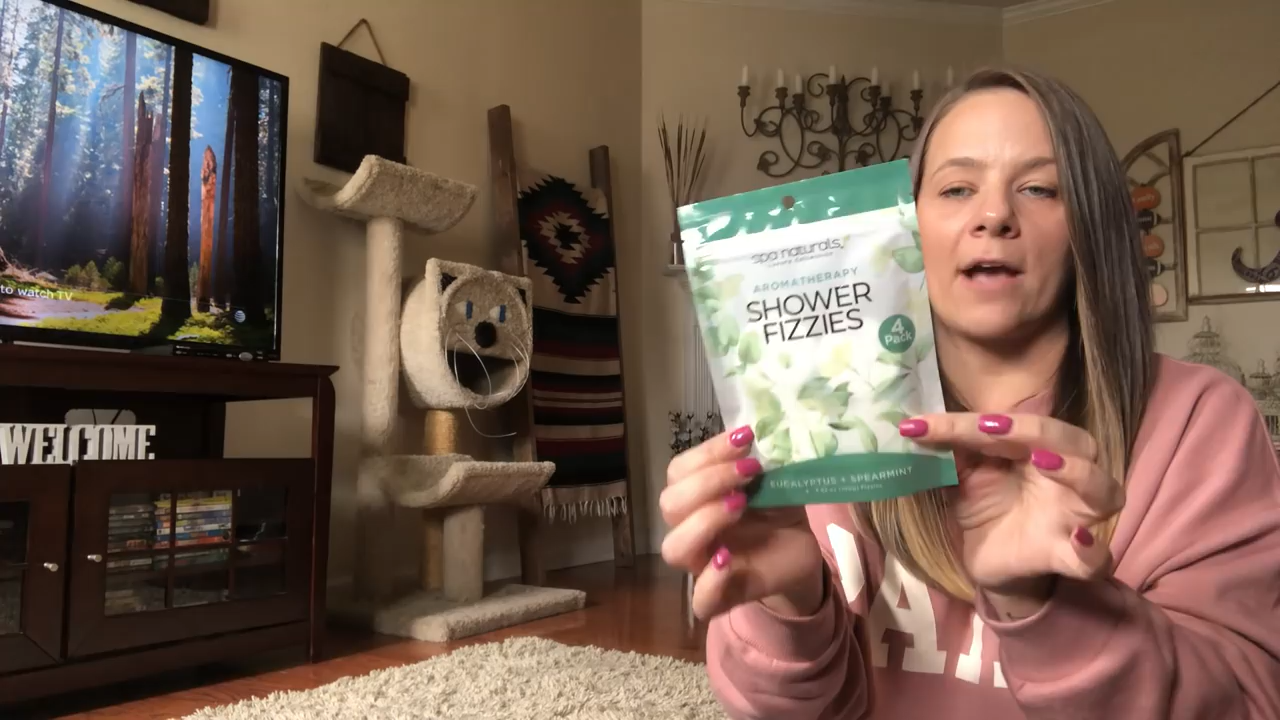 to watch TV
WELCOME
spa naturals
AROMATHERAPY
SHOWER
FIZZIES
4
Pack
EUCALYPTUS + SPEARMINT